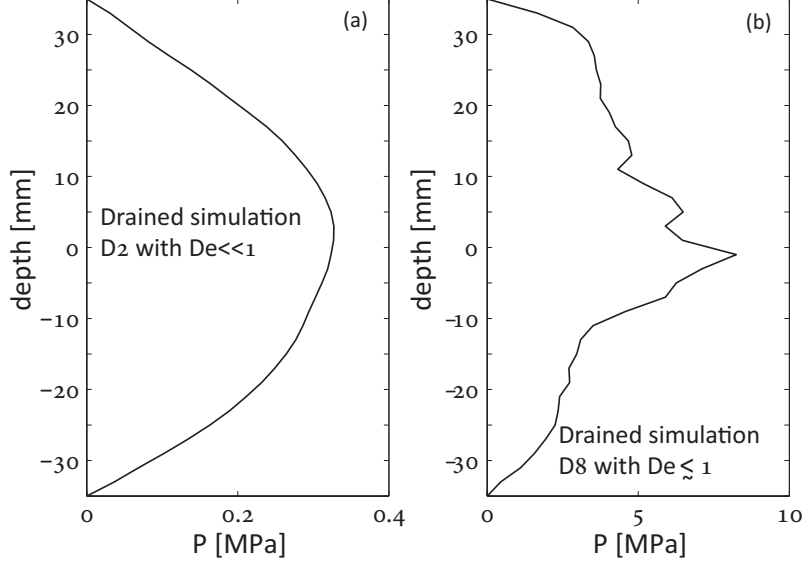 (a)
30
20
10
0
−10
−20
−30
depth [mm]
Drained simulation
D2 with De<<1
0
0.2
0.4
P [MPa]
(b)
30
20
10
0
−10
−20
−30
depth [mm]
Drained simulation
D8 with De ≲ 1
0
5
10
P [MPa]